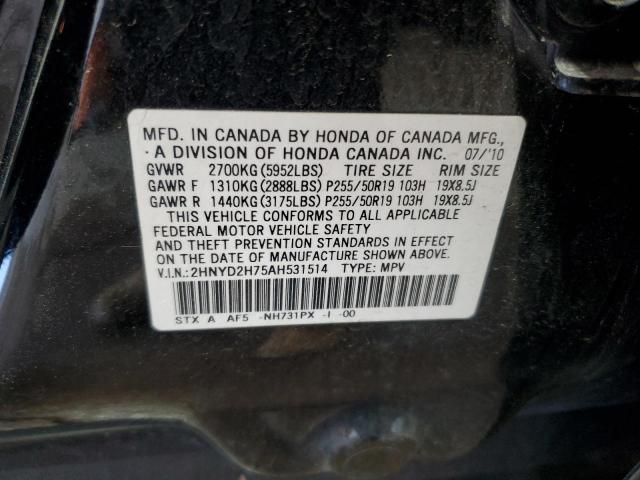 MFD. IN CANADA BY HONDA OF CANADA MFG.,
A DIVISION OF HONDA CANADA INC. 07/'10
GVWR 2700KG (5952LBS) TIRE SIZE RIM SIZE
GAWR F 1310KG (2888LBS) P255/50R19 103H 19X8.5J
GAWR R 1440KG (3175LBS) P255/50R19 103H 19X8.5J
THIS VEHICLE CONFORMS TO ALL APPLICABLE
FEDERAL MOTOR VEHICLE SAFETY
AND THEFT PREVENTION STANDARDS IN EFFECT
ON THE DATE OF MANUFACTURE SHOWN ABOVE.
V.I.N.: 2HNYD2H75AH531514 TYPE: MPV
STX A AF5 -NH731PX -I -00